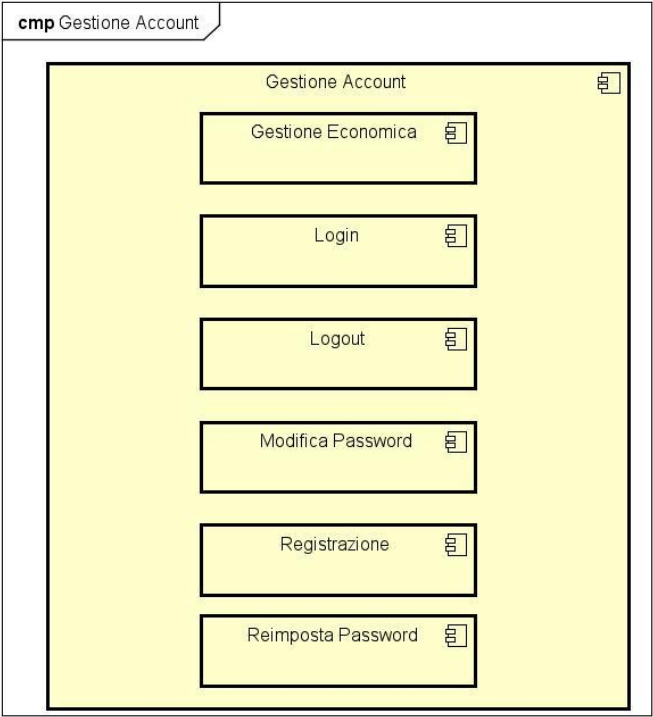 cmp Gestione Account
Gestione Account
Gestione Economica
Login
Logout
Modifica Password
Registrazione
Reimposta Password